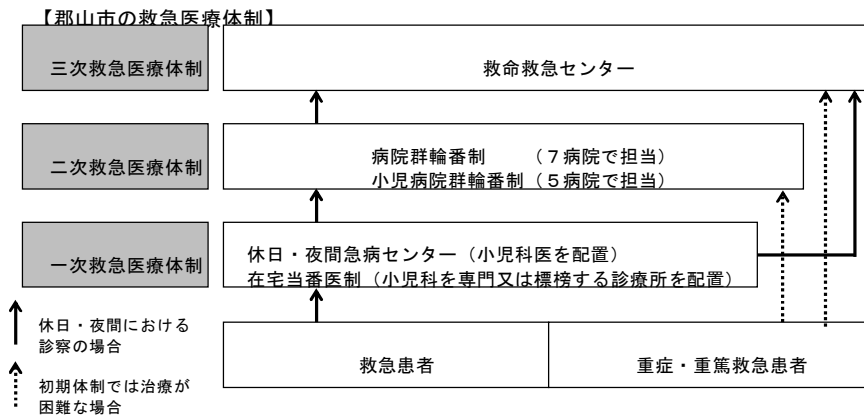 【郡山市の救急医療体制】
三次救急医療体制
救命救急センター
二次救急医療体制
病院群輪番制　　（７病院で担当）
小児病院群輪番制（５病院で担当）
一次救急医療体制
休日・夜間急病センター（小児科医を配置）
在宅当番医制（小児科を専門又は標榜する診療所を配置）
休日・夜間における
診察の場合
救急患者
重症・重篤救急患者
初期体制では治療が
困難な場合